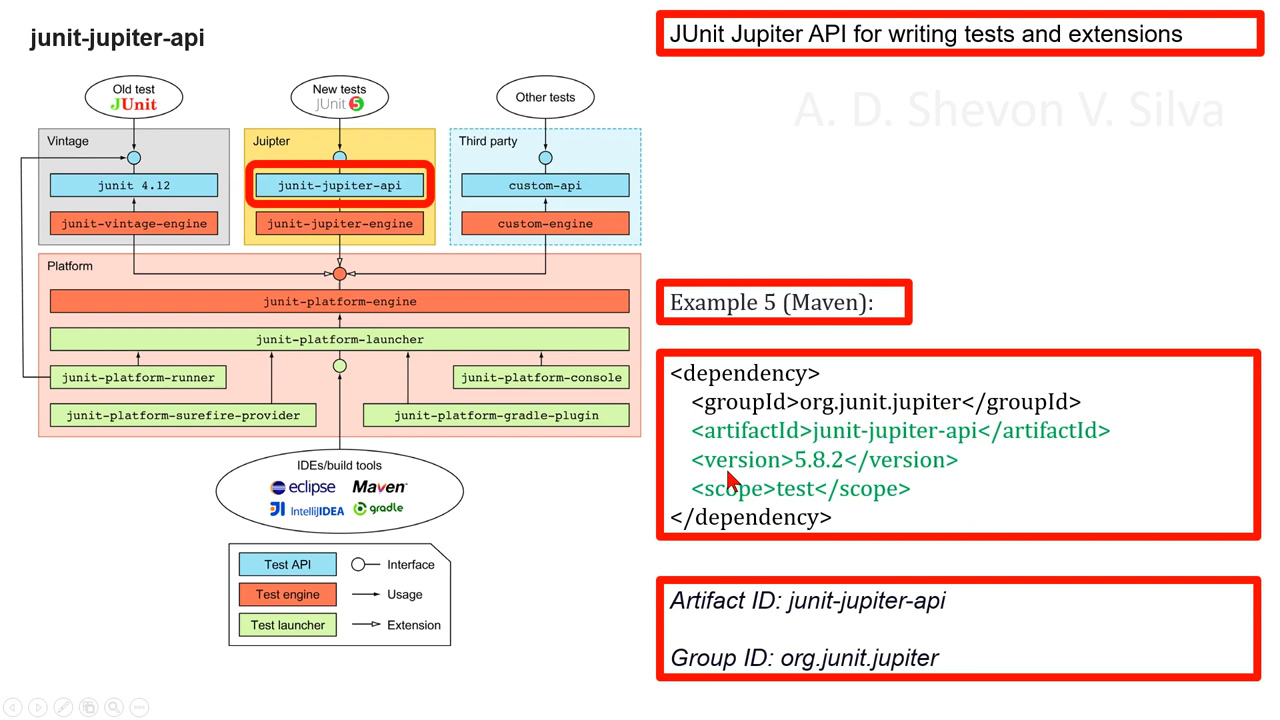 junit-jupiter-api
JUnit Jupiter API for writing tests and extensions
A. D. Shevon V. Silva
Old test
JUnit
New tests
JUnit 5
Other tests
Vintage
junit 4.12
junit-vintage-engine
Juipter
junit-jupiter-api
junit-jupiter-engine
Third party
custom-api
custom-engine
Platform
junit-platform-engine
junit-platform-launcher
junit-platform-runner
junit-platform-console
junit-platform-surefire-provider
junit-platform-gradle-plugin
IDEs/build tools
eclipse
Maven
IntellijIDEA
gradle
Test API
Interface
Test engine
Usage
Test launcher
Extension
Example 5 (Maven):
<dependency>
<groupId>org.junit.jupiter</groupId>
<artifactId>junit-jupiter-api</artifactId>
<version>5.8.2</version>
<scope>test</scope>
</dependency>
Artifact ID: junit-jupiter-api
Group ID: org.junit.jupiter